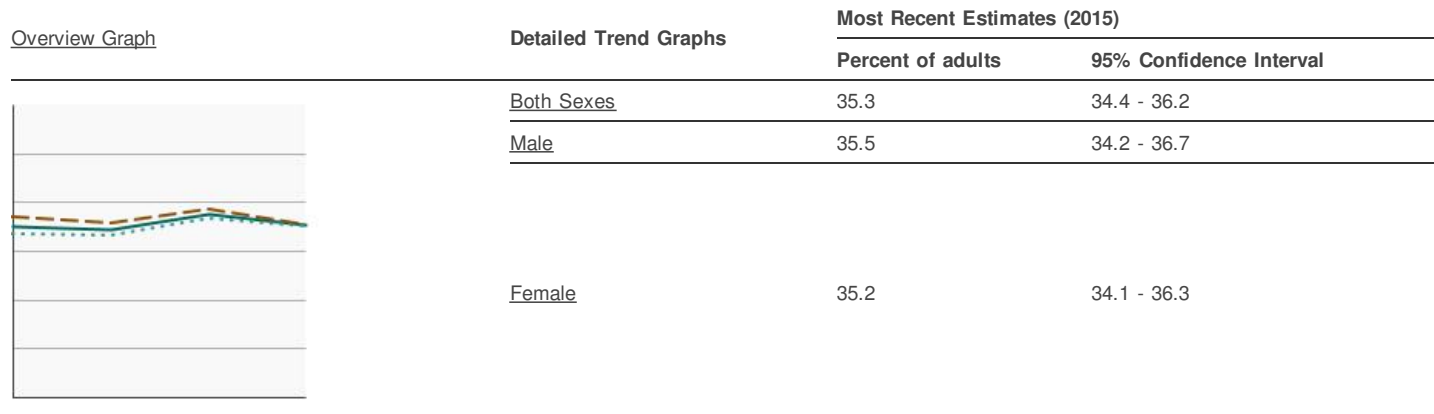 Most Recent Estimates (2015)
Overview Graph Detailed Trend Graphs
Percent of adults 95% Confidence Interval
Both Sexes 35.3 34.4 - 36.2
Male 35.5 34.2 - 36.7
Female 35.2 34.1 - 36.3